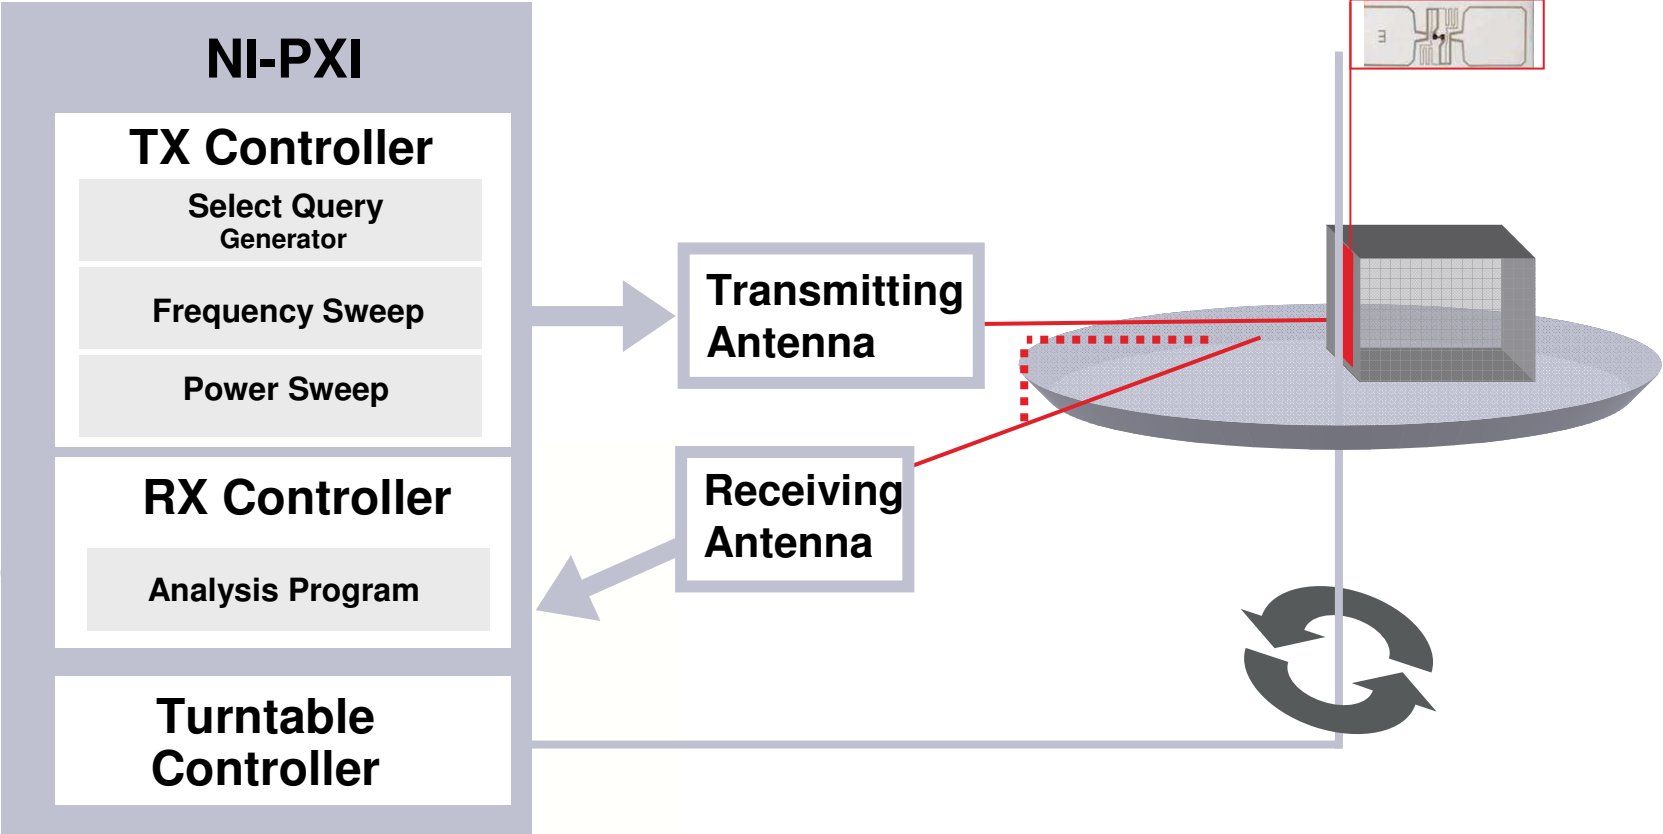 NI-PXI
TX Controller
Select Query
Generator
Frequency Sweep
Power Sweep
RX Controller
Analysis Program
Turntable
Controller
Transmitting
Antenna
Receiving
Antenna